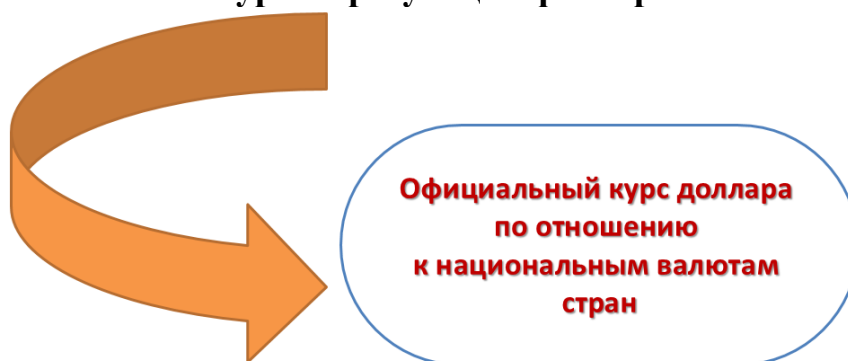 Официальный курс доллара
по отношению
к национальным валютам
стран